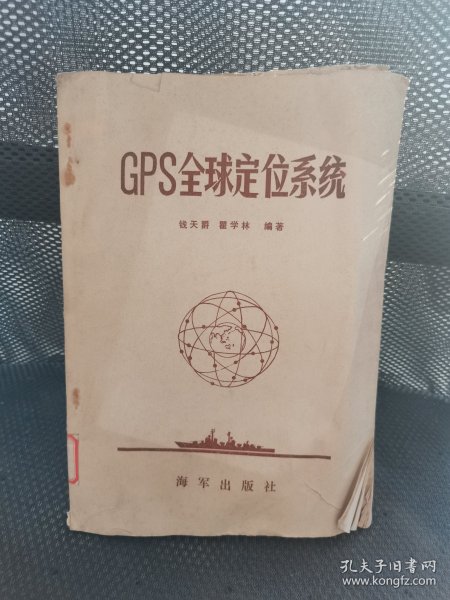 GPS全球定位系统
钱天爵 瞿学林 编著
海军出版社
孔夫子旧书网
www.kongfz.com